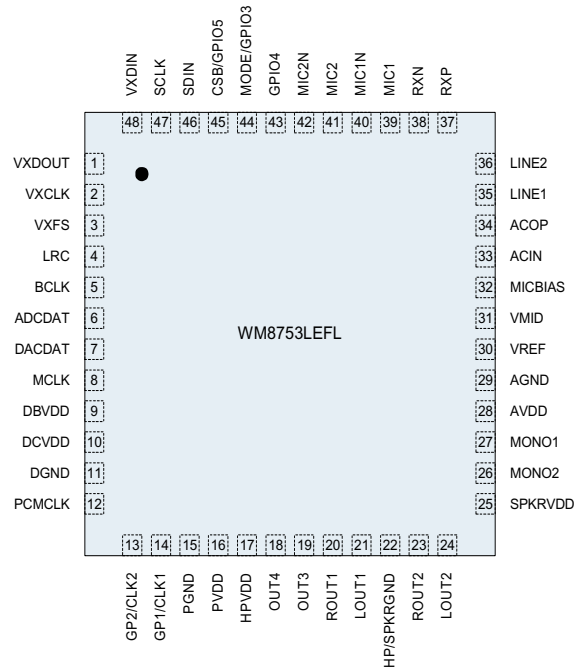 VXDIN
SCLK
SDIN
CSB/GPIO5
MODE/GPIO3
GPIO4
MIC2N
MIC2
MIC1N
MIC1
RXN
RXP
48 47 46 45 44 43 42 41 40 39 38 37
VXDOUT 1 36 LINE2
VXCLK 2 35 LINE1
VXFS 3 34 ACOP
LRC 4 33 ACIN
BCLK 5 32 MICBIAS
ADCDAT 6 31 VMID
WM8753LEFL
DACDAT 7 30 VREF
MCLK 8 29 AGND
DBVDD 9 28 AVDD
DCVDD 10 27 MONO1
DGND 11 26 MONO2
PCMCLK 12 25 SPKRVDD
13 14 15 16 17 18 19 20 21 22 23 24
GP2/CLK2
GP1/CLK1
PGND
PVDD
HPVDD
OUT4
OUT3
ROUT1
LOUT1
HP/SPKRGND
ROUT2
LOUT2